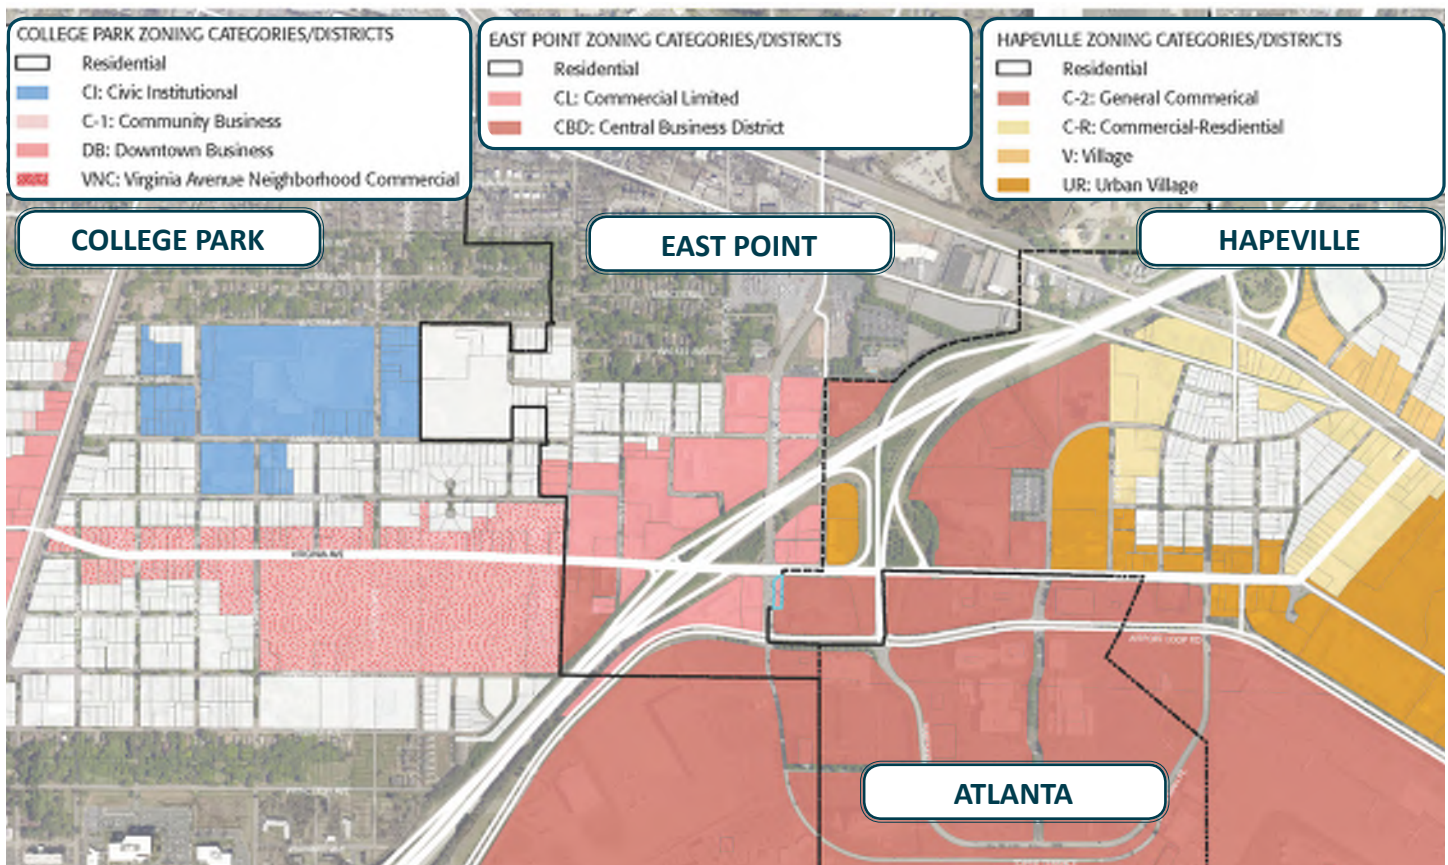 COLLEGE PARK ZONING CATEGORIES/DISTRICTS
Residential
CI: Civic Institutional
C-1: Community Business
DB: Downtown Business
VNC: Virginia Avenue Neighborhood Commercial
EAST POINT ZONING CATEGORIES/DISTRICTS
Residential
CL: Commercial Limited
CBD: Central Business District
HAPEVILLE ZONING CATEGORIES/DISTRICTS
Residential
C-2: General Commerical
C-R: Commercial-Resdiential
V: Village
UR: Urban Village
COLLEGE PARK
EAST POINT
HAPEVILLE
VIRGINIA AVE
AIRPORT LOOP RD
ATLANTA